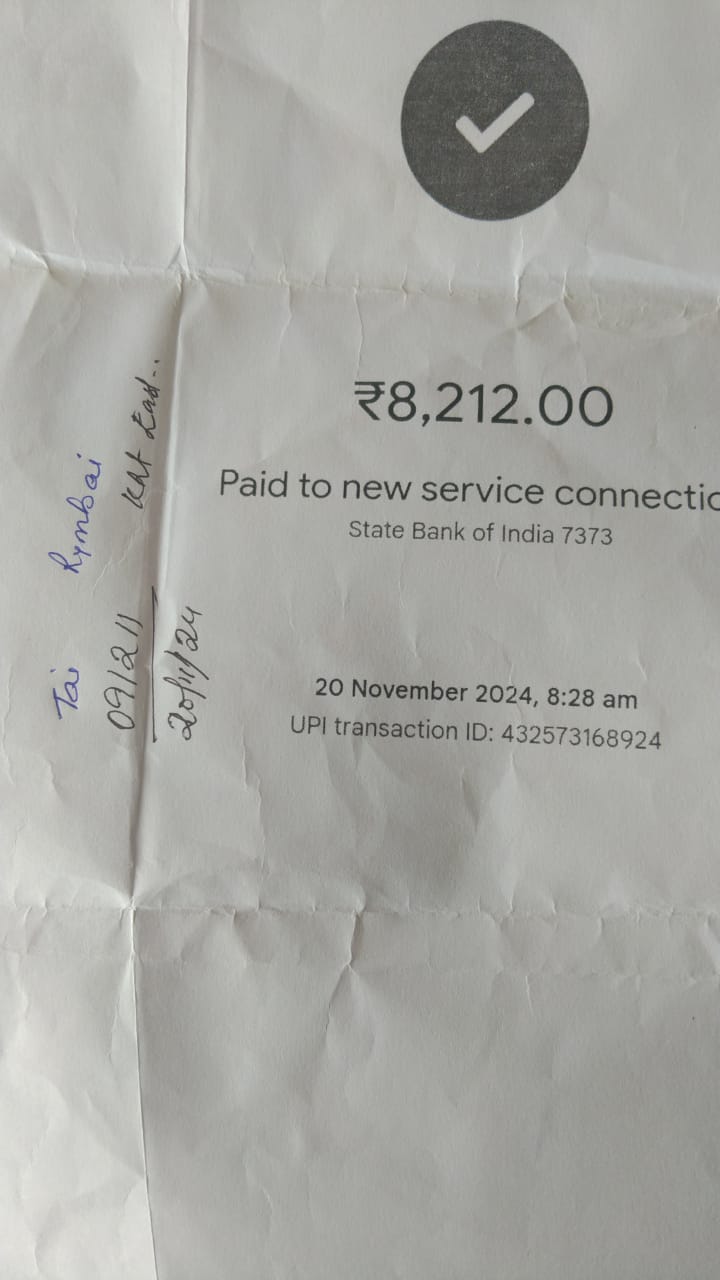 ₹8,212.00
Paid to new service connectic
State Bank of India 7373
20 November 2024, 8:28 am
UPI transaction ID: 432573168924
Tai Rymbai
09/211
20/11/24